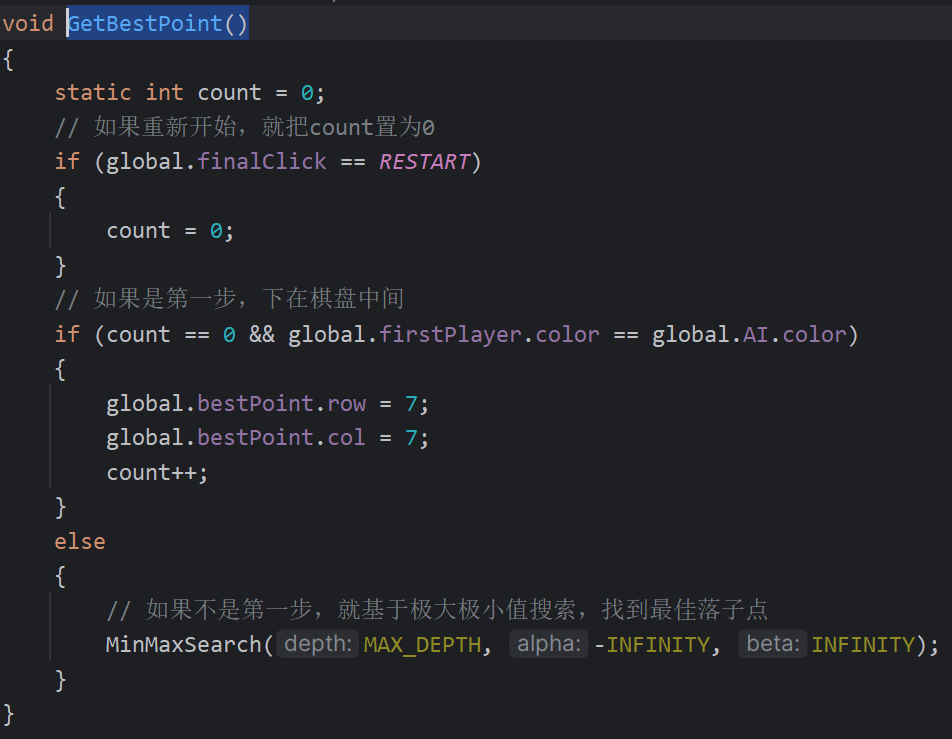 void GetBestPoint()
{
    static int count = 0;
    // 如果重新开始，就把count置为0
    if (global.finalClick == RESTART)
    {
        count = 0;
    }
    // 如果是第一步，下在棋盘中间
    if (count == 0 && global.firstPlayer.color == global.AI.color)
    {
        global.bestPoint.row = 7;
        global.bestPoint.col = 7;
        count++;
    }
    else
    {
        // 如果不是第一步，就基于极大极小值搜索，找到最佳落子点
        MinMaxSearch( depth: MAX_DEPTH, alpha: -INFINITY, beta: INFINITY);
    }
}